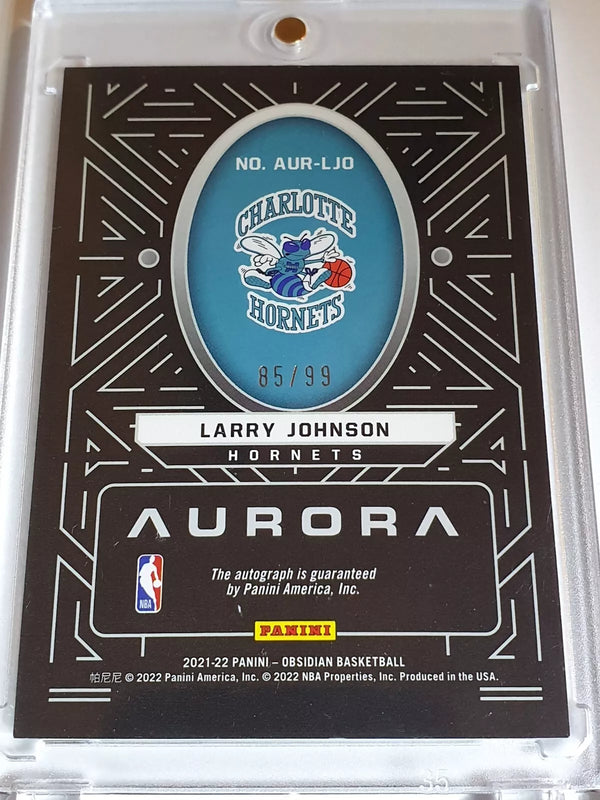 NO. AUR-LJO
CHARLOTTE
HORNETS
85/99
LARRY JOHNSON
HORNETS
AURORA
The autograph is guaranteed
by Panini America, Inc.
NBA
PANINI
2021-22 PANINI – OBSIDIAN BASKETBALL
帕尼尼 © 2022 Panini America, Inc. © 2022 NBA Properties, Inc. Produced in the USA.